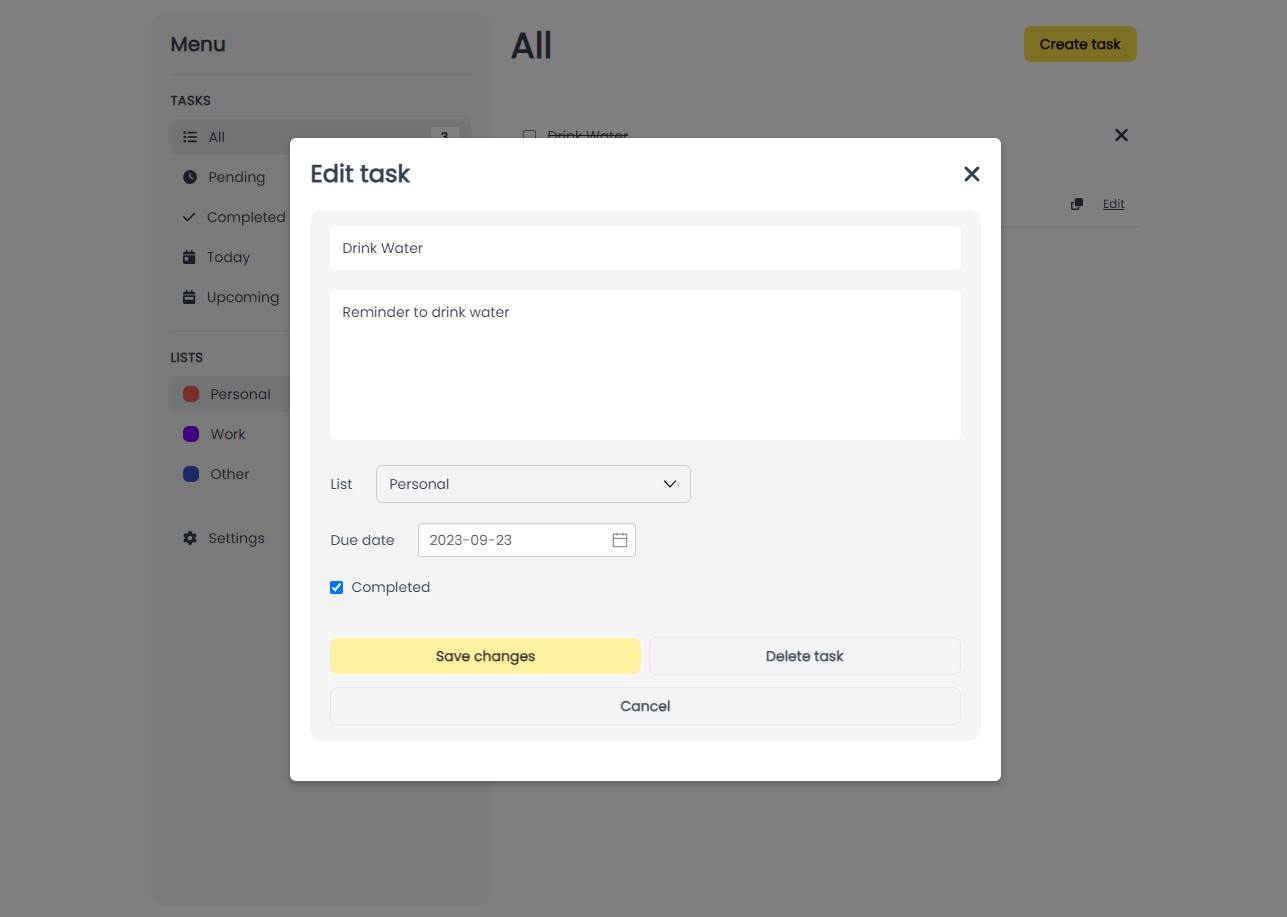 Menu
All
Create task
TASKS
All 3
Drink Water
Pending
Completed
Today
Upcoming
Edit
LISTS
Personal
Work
Other
Settings
Edit task
Drink Water
Reminder to drink water
List Personal
Due date 2023-09-23
Completed
Save changes Delete task
Cancel